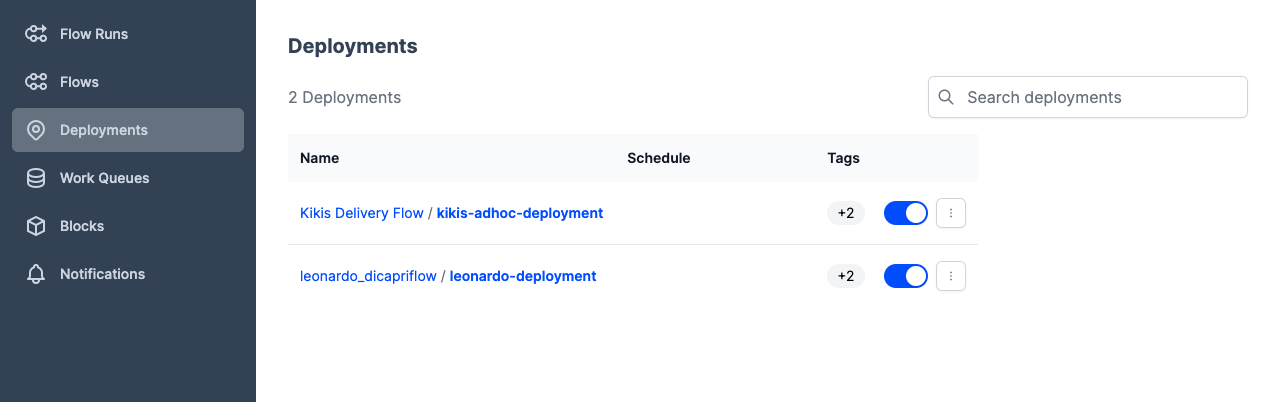 Flow Runs
Flows
Deployments
Work Queues
Blocks
Notifications
Deployments
2 Deployments
Search deployments
Name Schedule Tags
Kikis Delivery Flow / kikis-adhoc-deployment +2
leonardo_dicapriflow / leonardo-deployment +2